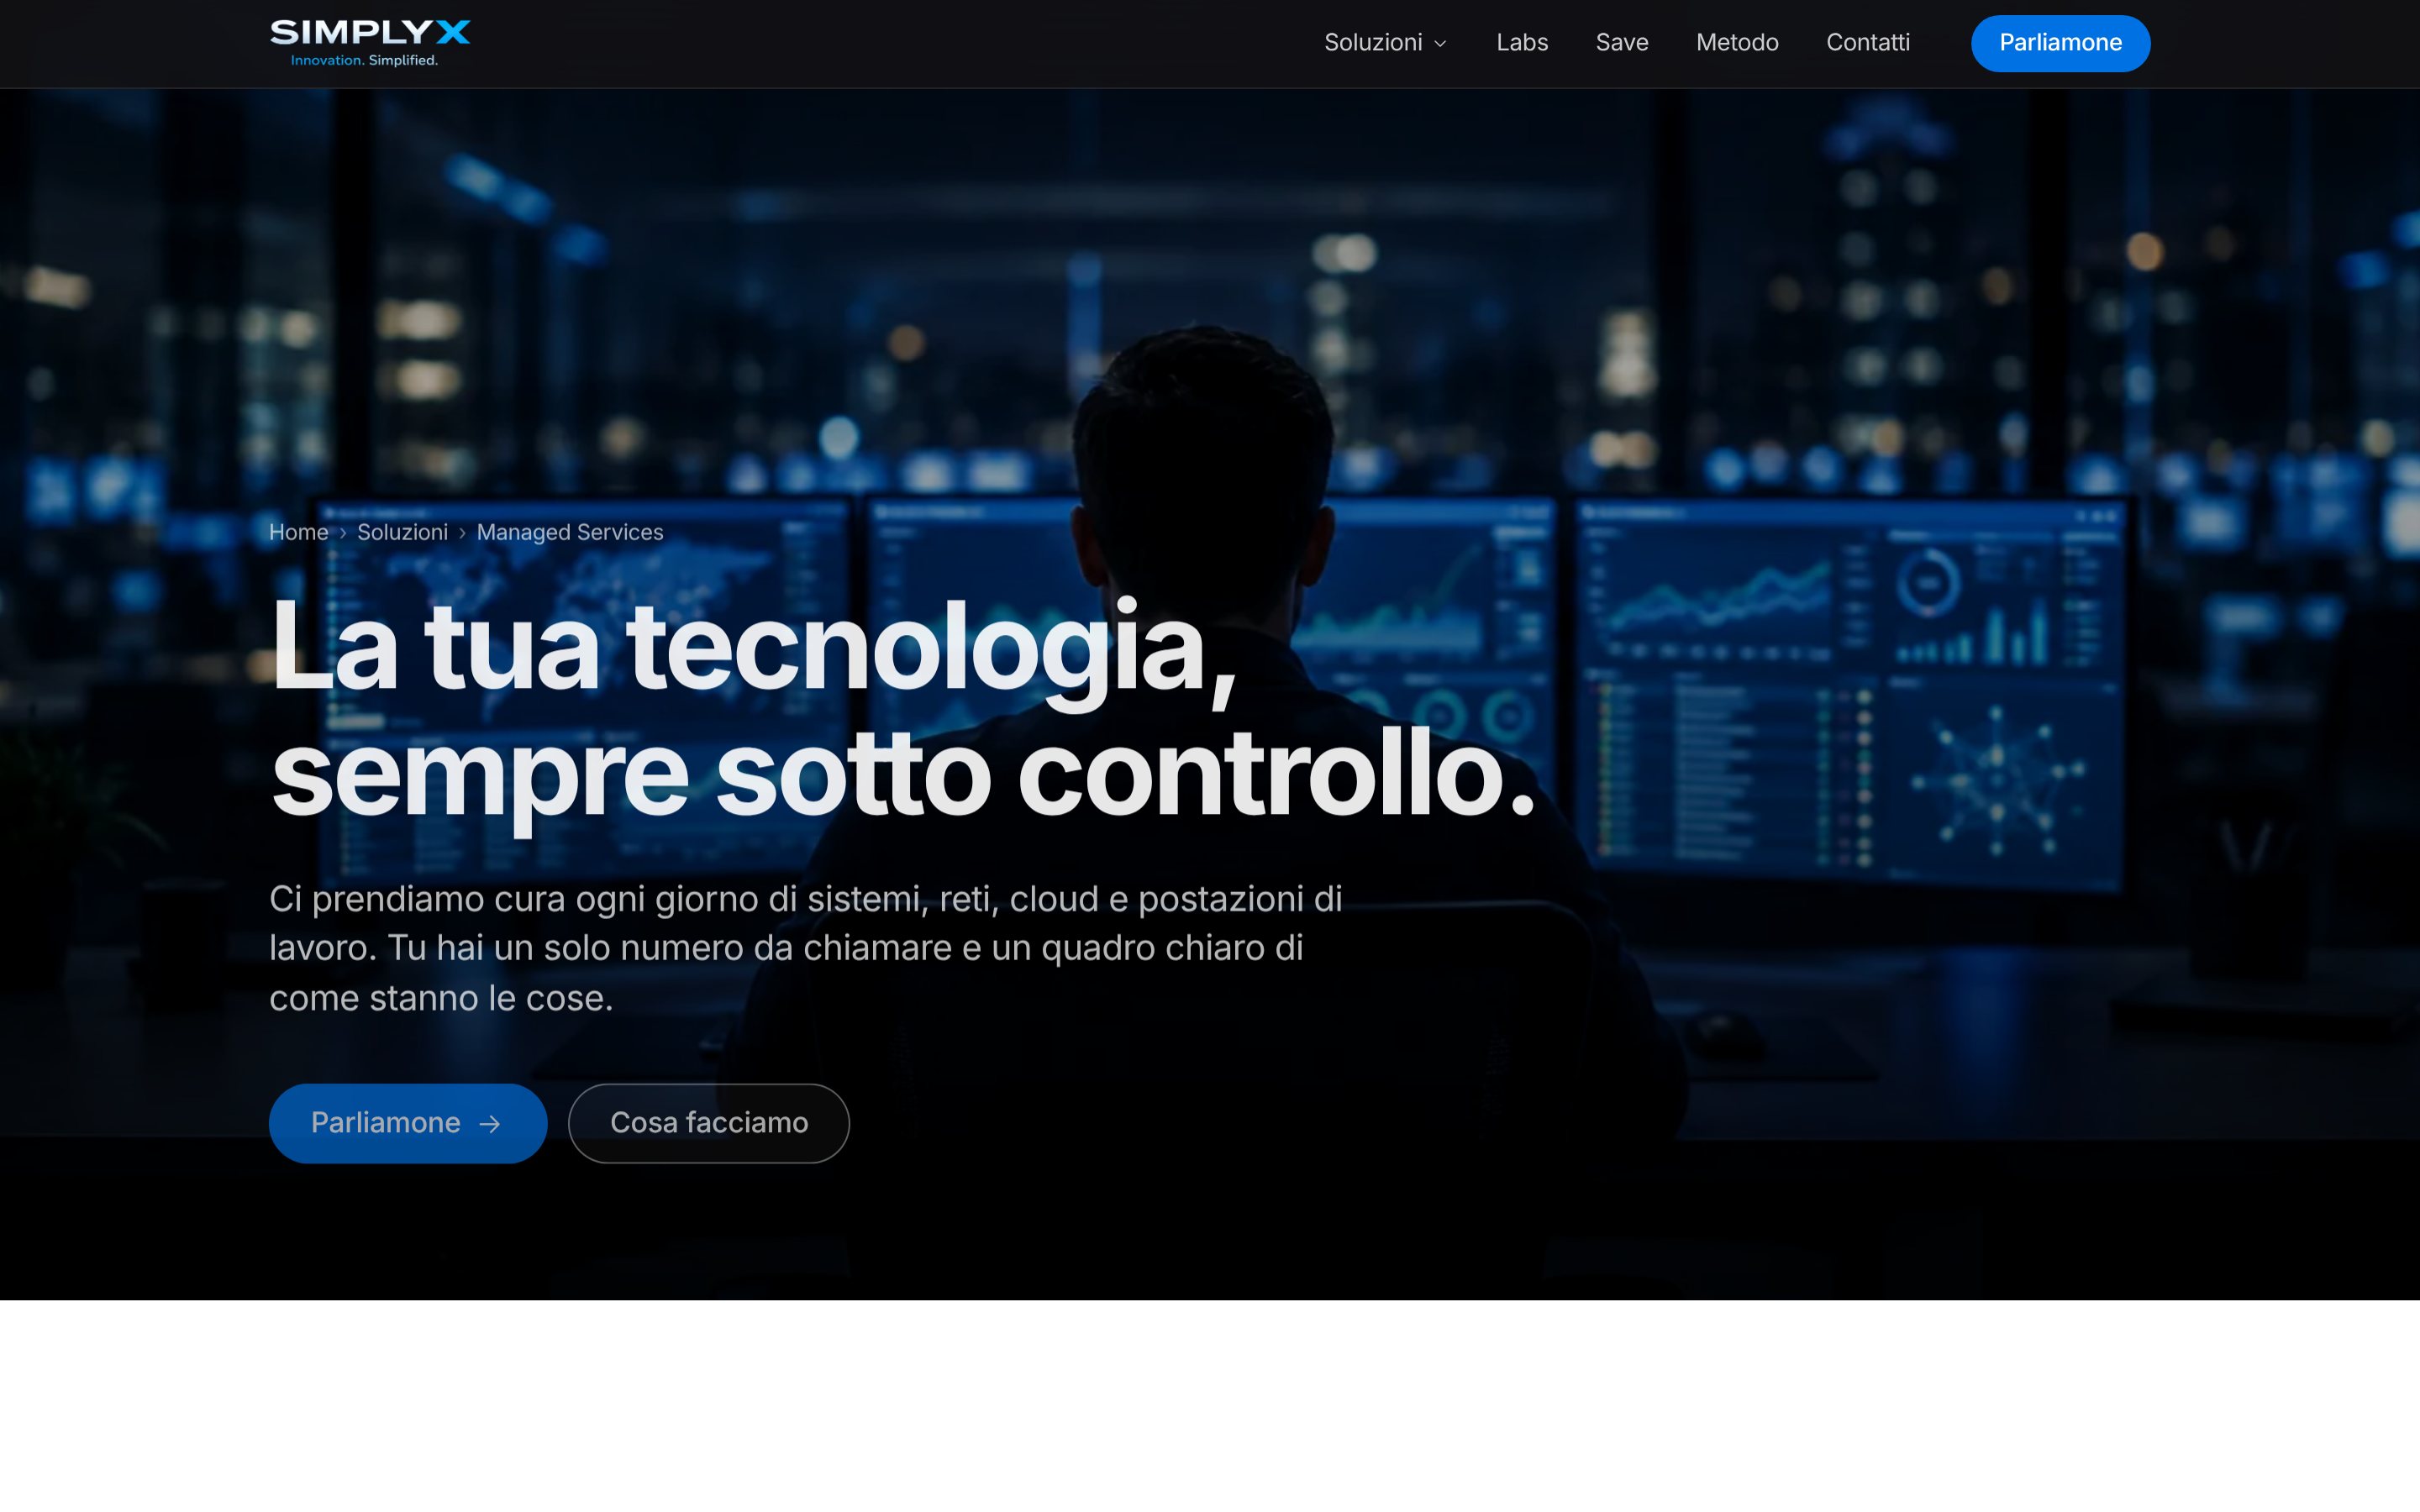 SIMPLYX
Innovation. Simplified.
Soluzioni Labs Save Metodo Contatti Parliamone
Home › Soluzioni › Managed Services
La tua tecnologia,
sempre sotto controllo.
Ci prendiamo cura ogni giorno di sistemi, reti, cloud e postazioni di
lavoro. Tu hai un solo numero da chiamare e un quadro chiaro di
come stanno le cose.
Parliamone → Cosa facciamo